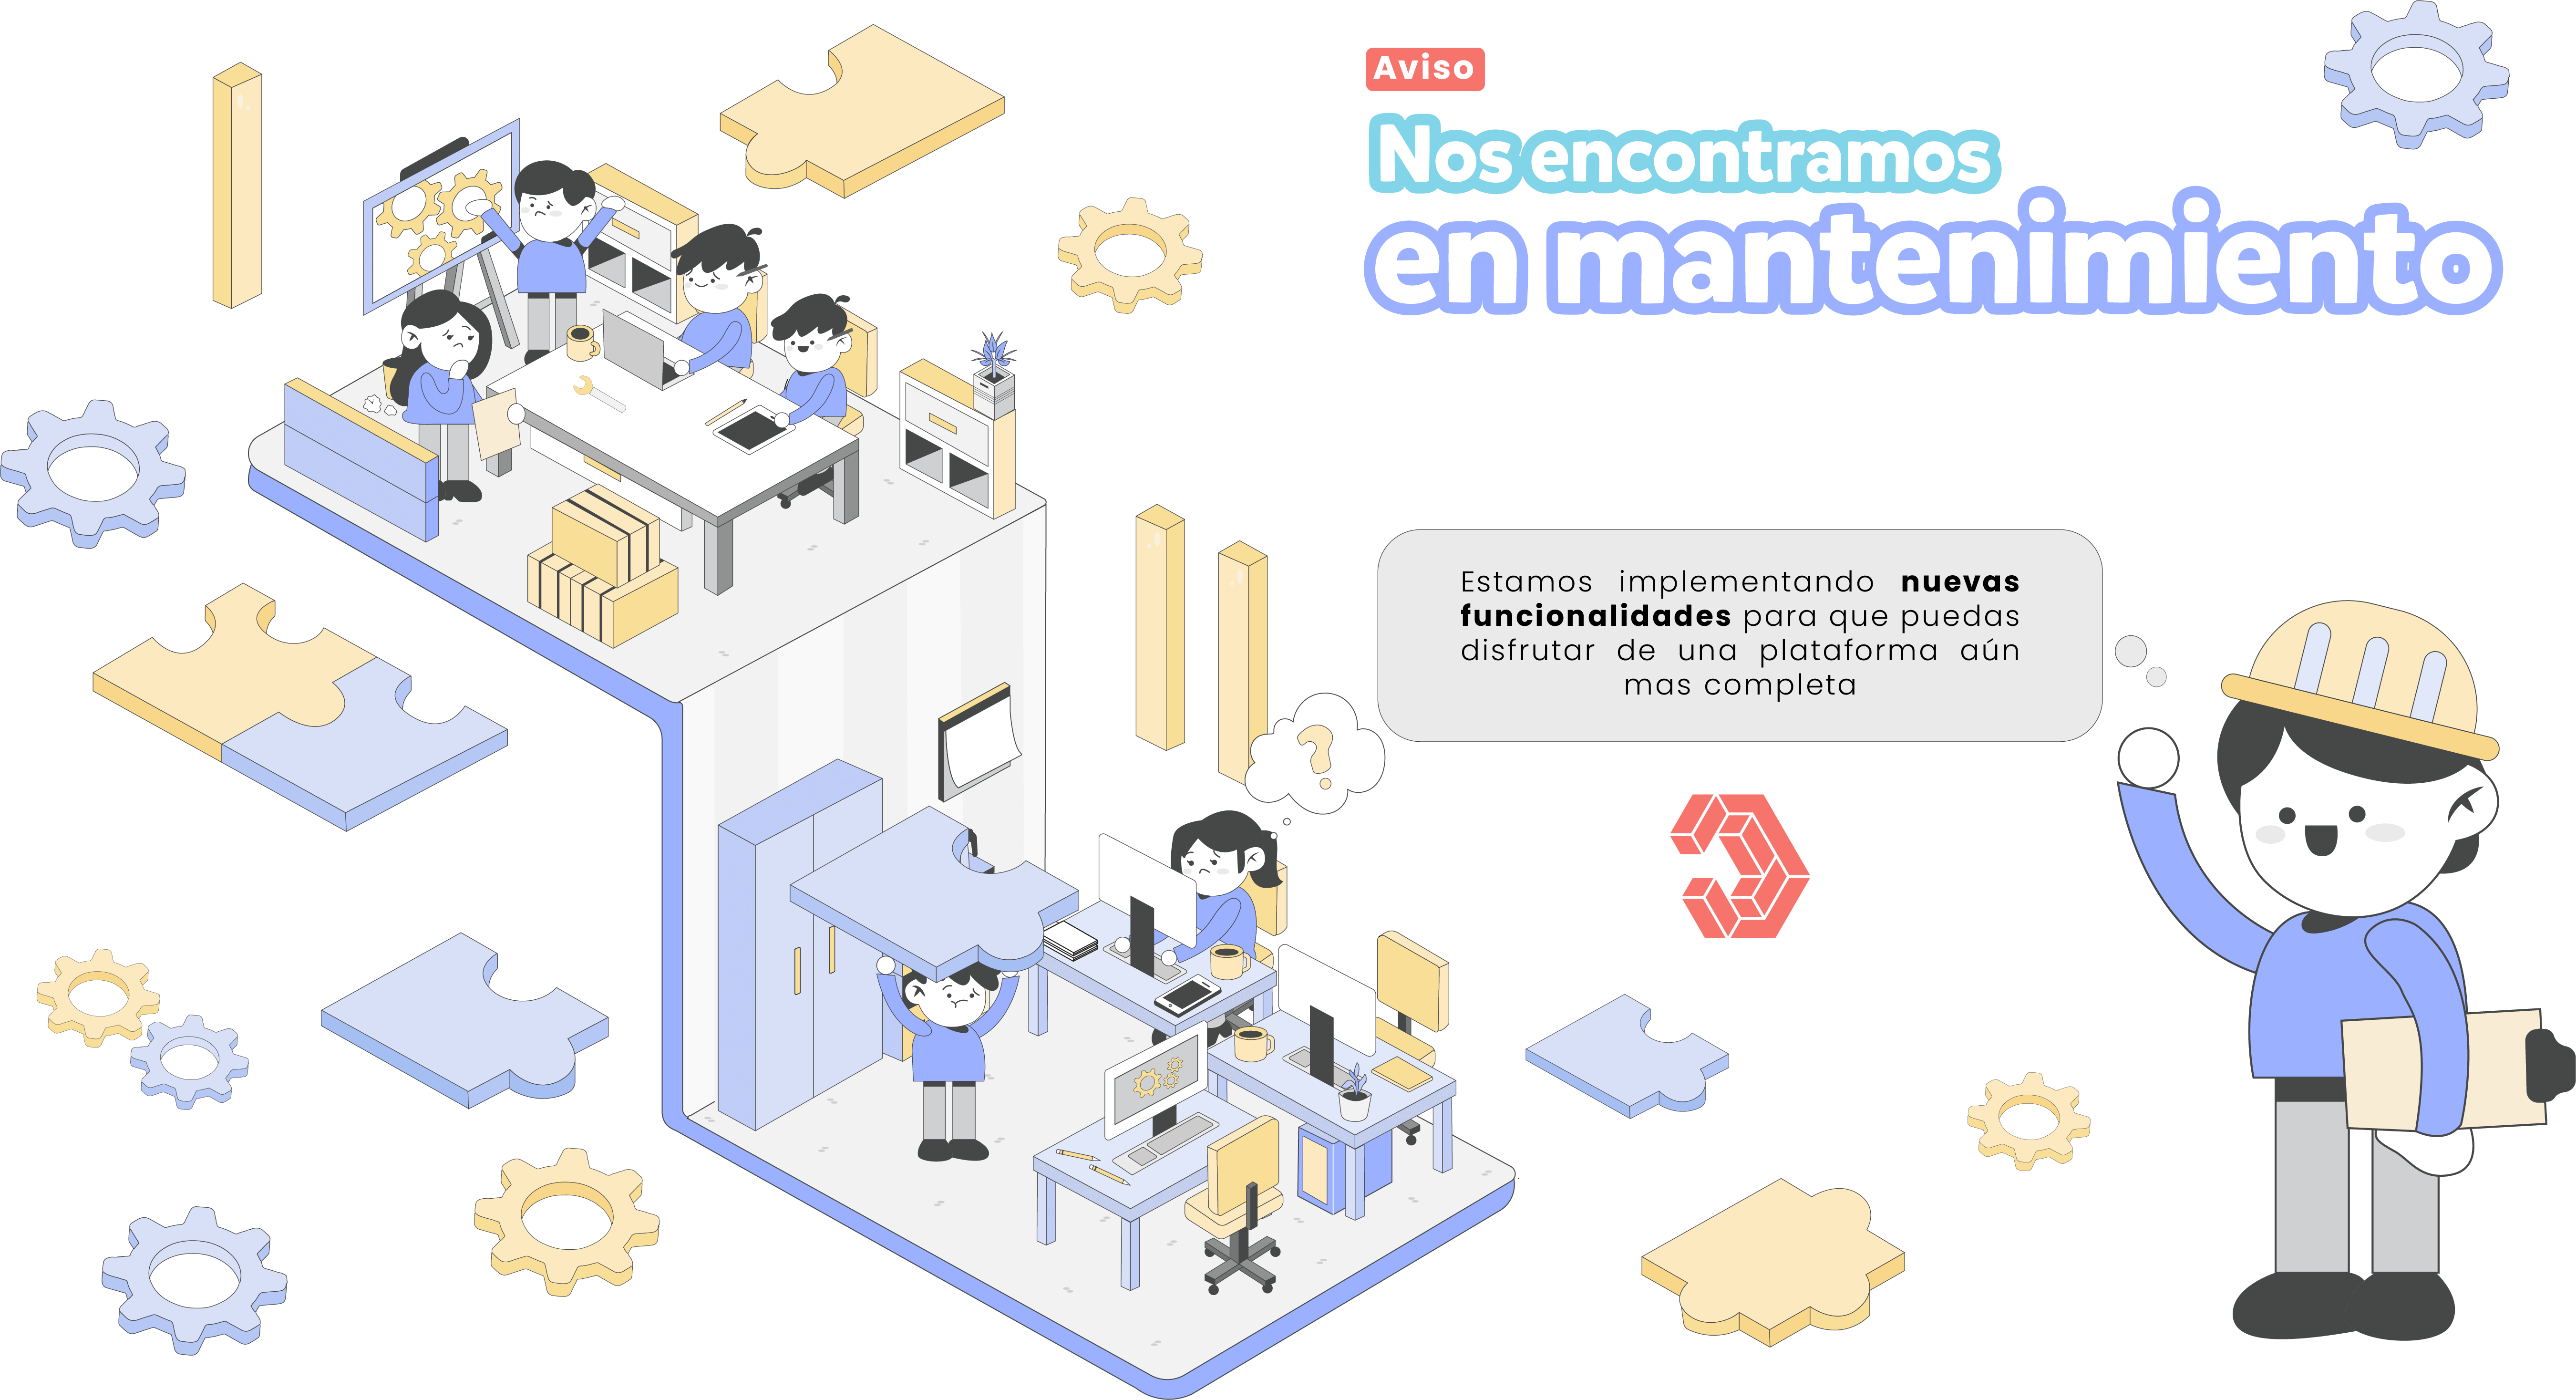 Aviso
Nos encontramos
en mantenimiento
Estamos implementando nuevas
funcionalidades para que puedas
disfrutar de una plataforma aún
mas completa
?